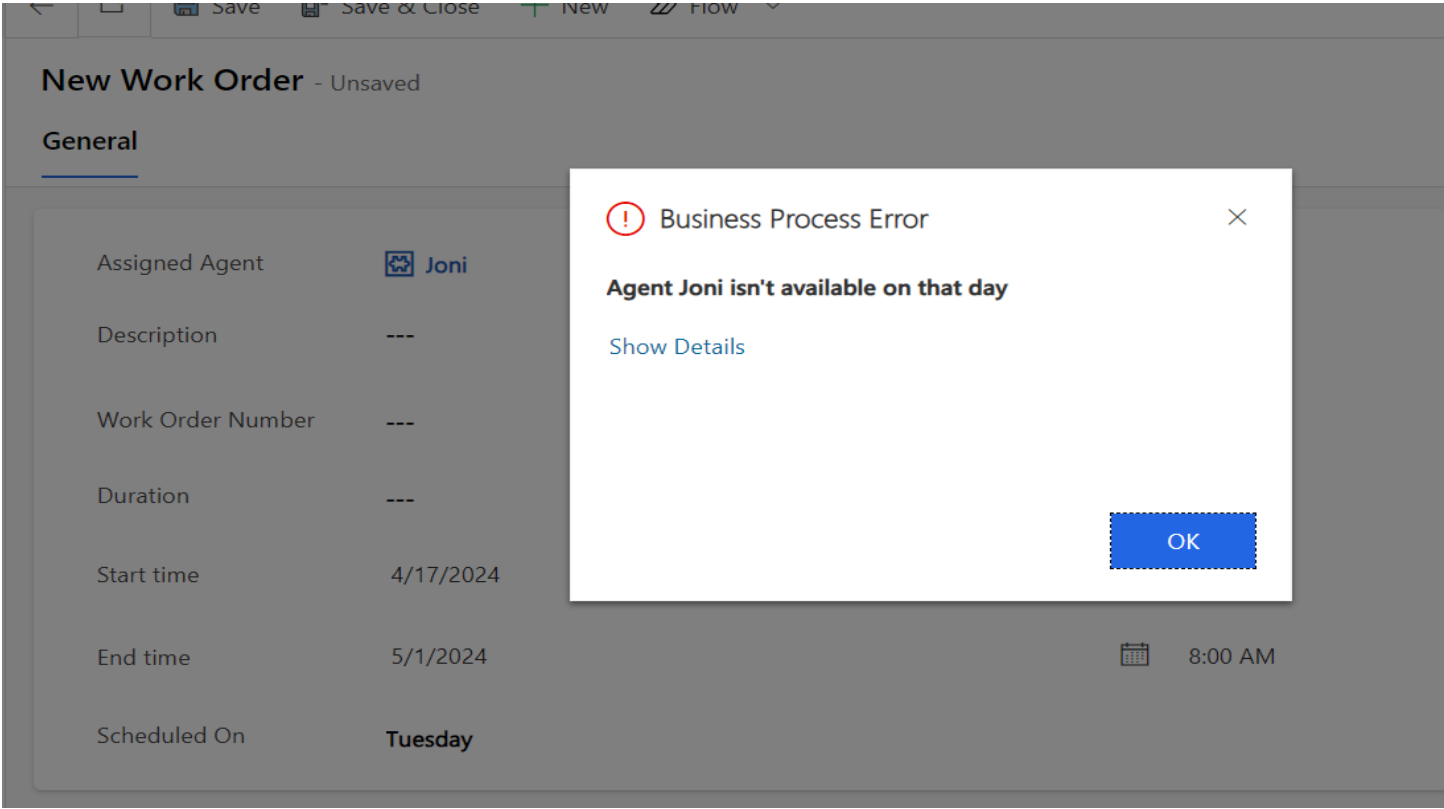 Save Save & Close New Flow
New Work Order - Unsaved
General
Business Process Error
Assigned Agent Joni
Agent Joni isn't available on that day
Description ---
Show Details
Work Order Number ---
Duration ---
OK
Start time 4/17/2024
End time 5/1/2024 8:00 AM
Scheduled On Tuesday